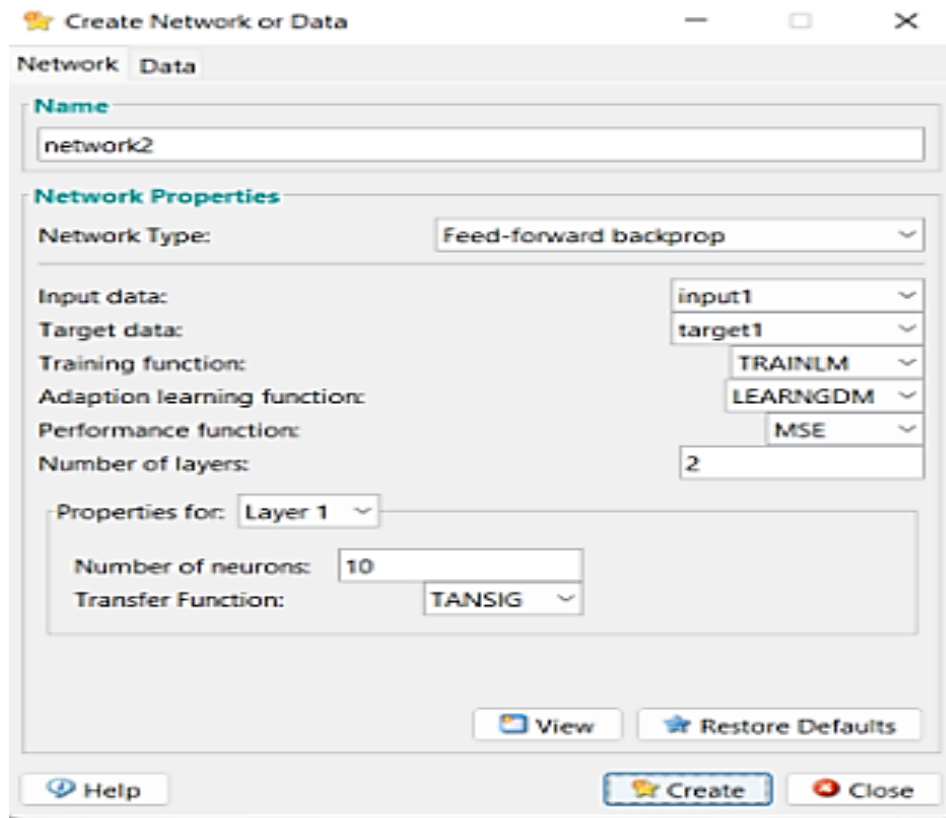 Create Network or Data
Network Data
Name
network2
Network Properties
Network Type: Feed-forward backprop
Input data: input1
Target data: target1
Training function: TRAINLM
Adaption learning function: LEARNGDM
Performance function: MSE
Number of layers: 2
Properties for: Layer 1
Number of neurons: 10
Transfer Function: TANSIG
View Restore Defaults
Help Create Close